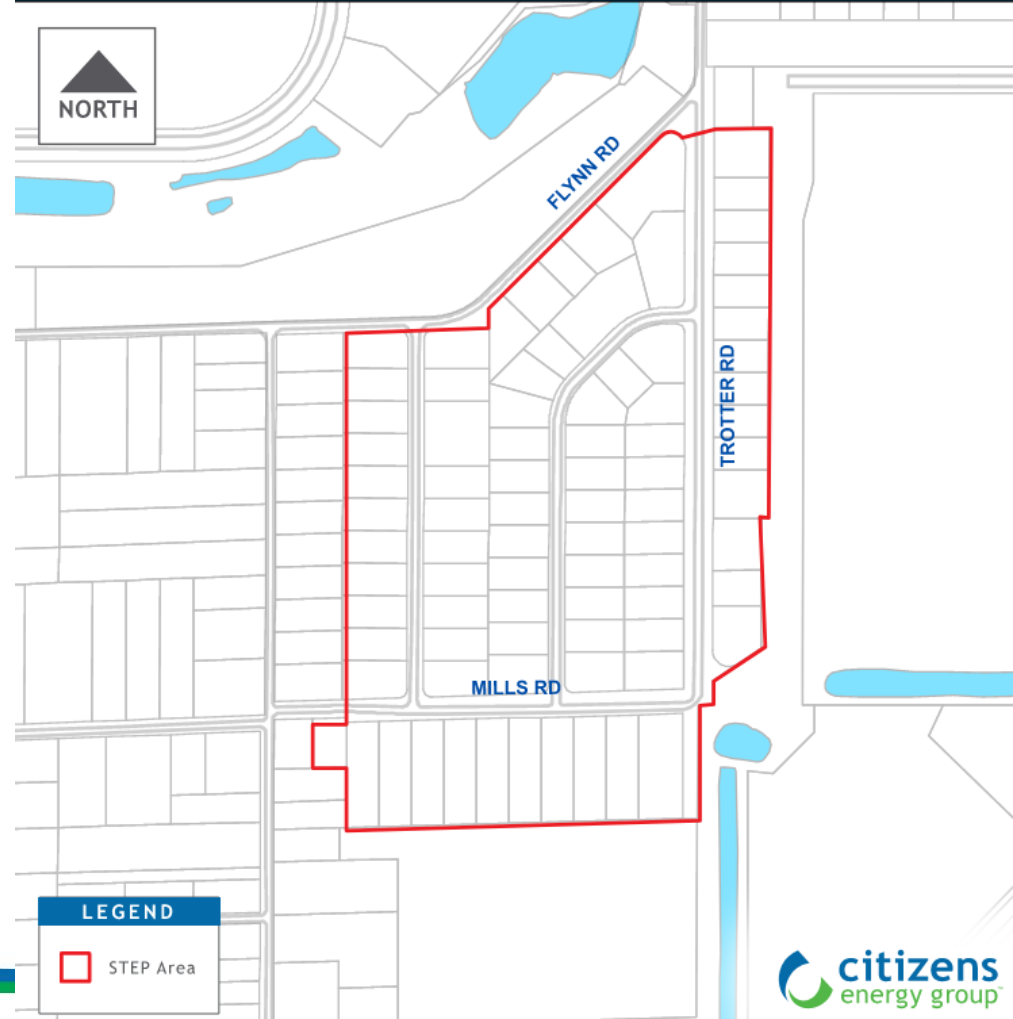 NORTH
FLYNN RD
TROTTER RD
MILLS RD
LEGEND
STEP Area
citizens
energy group